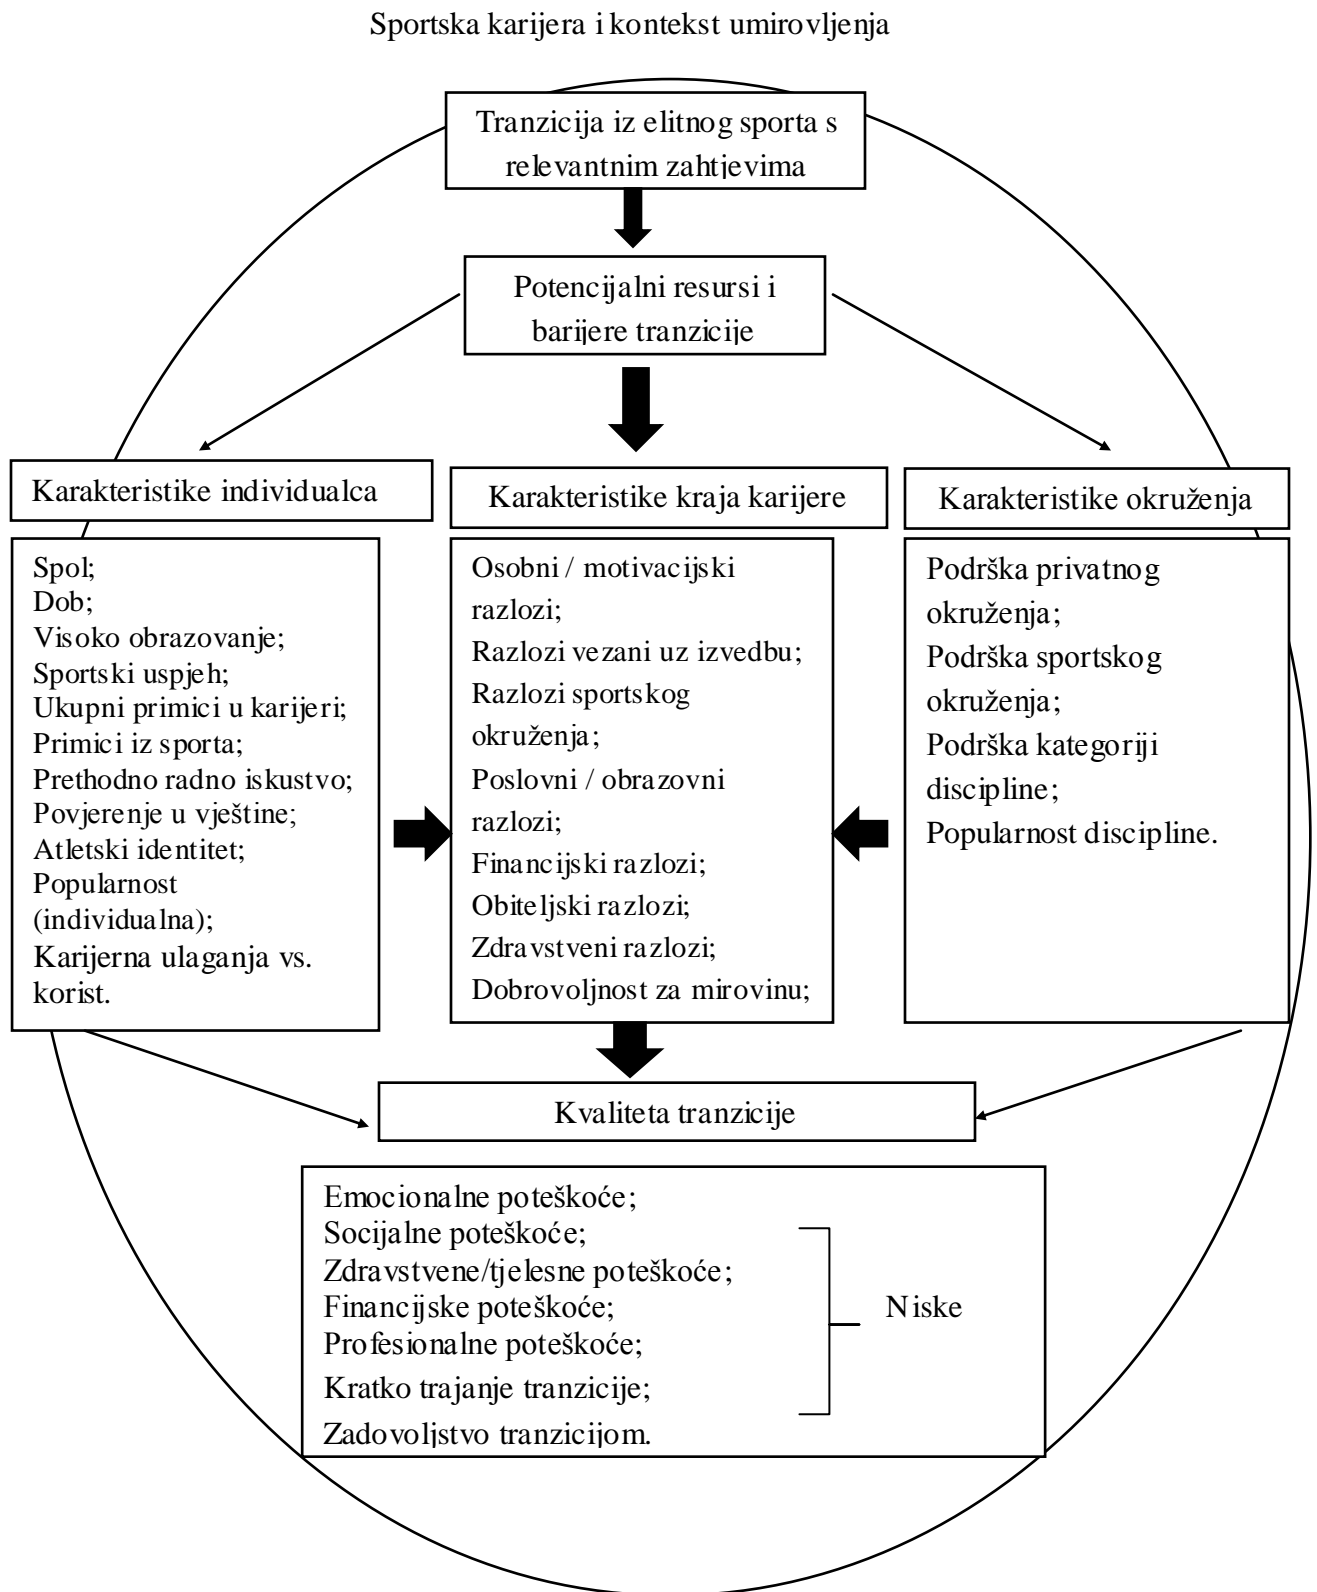 Sportska karijera i kontekst umirovljenja
Tranzicija iz elitnog sporta s
relevantnim zahtjevima
Potencijalni resursi i
barijere tranzicije
Karakteristike individualca
Karakteristike kraja karijere
Karakteristike okruženja
Spol;
Dob;
Visoko obrazovanje;
Sportski uspjeh;
Ukupni primici u karijeri;
Primici iz sporta;
Prethodno radno iskustvo;
Povjerenje u vještine;
Atletski identitet;
Popularnost
(individualna);
Karijerna ulaganja vs.
korist.
Osobni / motivacijski
razlozi;
Razlozi vezani uz izvedbu;
Razlozi sportskog
okruženja;
Poslovni / obrazovni
razlozi;
Financijski razlozi;
Obiteljski razlozi;
Zdravstveni razlozi;
Dobrovoljnost za mirovinu;
Podrška privatnog
okruženja;
Podrška sportskog
okruženja;
Podrška kategoriji
discipline;
Popularnost discipline.
Kvaliteta tranzicije
Emocionalne poteškoće;
Socijalne poteškoće;
Zdravstvene/tjelesne poteškoće;
Financijske poteškoće;
Profesionalne poteškoće;
Kratko trajanje tranzicije;
Zadovoljstvo tranzicijom.
Niske